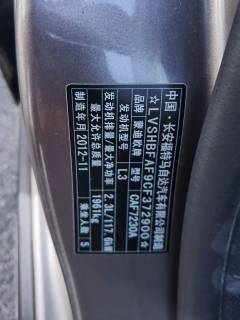 中国·长安福特马自达汽车有限公司制造
☆LVSHBFAF9CF372900☆
品牌 蒙迪欧牌 型号 CAF7230A
发动机型号 L3
发动机排量/最大净功率 2.3L/117.
最大允许总质量 1961kg 乘坐人数 5
制造年月 2012-11